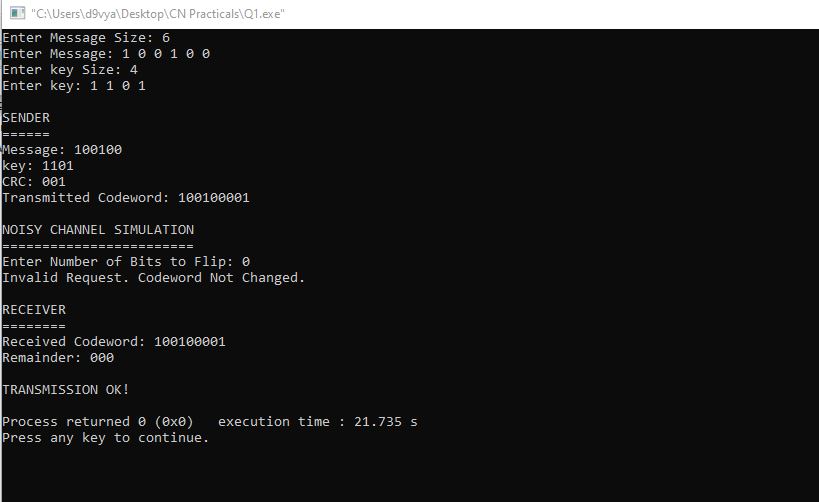 "C:\Users\d9vya\Desktop\CN Practicals\Q1.exe"
Enter Message Size: 6
Enter Message: 1 0 0 1 0 0
Enter key Size: 4
Enter key: 1 1 0 1
SENDER
======
Message: 100100
key: 1101
CRC: 001
Transmitted Codeword: 100100001
NOISY CHANNEL SIMULATION
========================
Enter Number of Bits to Flip: 0
Invalid Request. Codeword Not Changed.
RECEIVER
========
Received Codeword: 100100001
Remainder: 000
TRANSMISSION OK!
Process returned 0 (0x0)   execution time : 21.735 s
Press any key to continue.